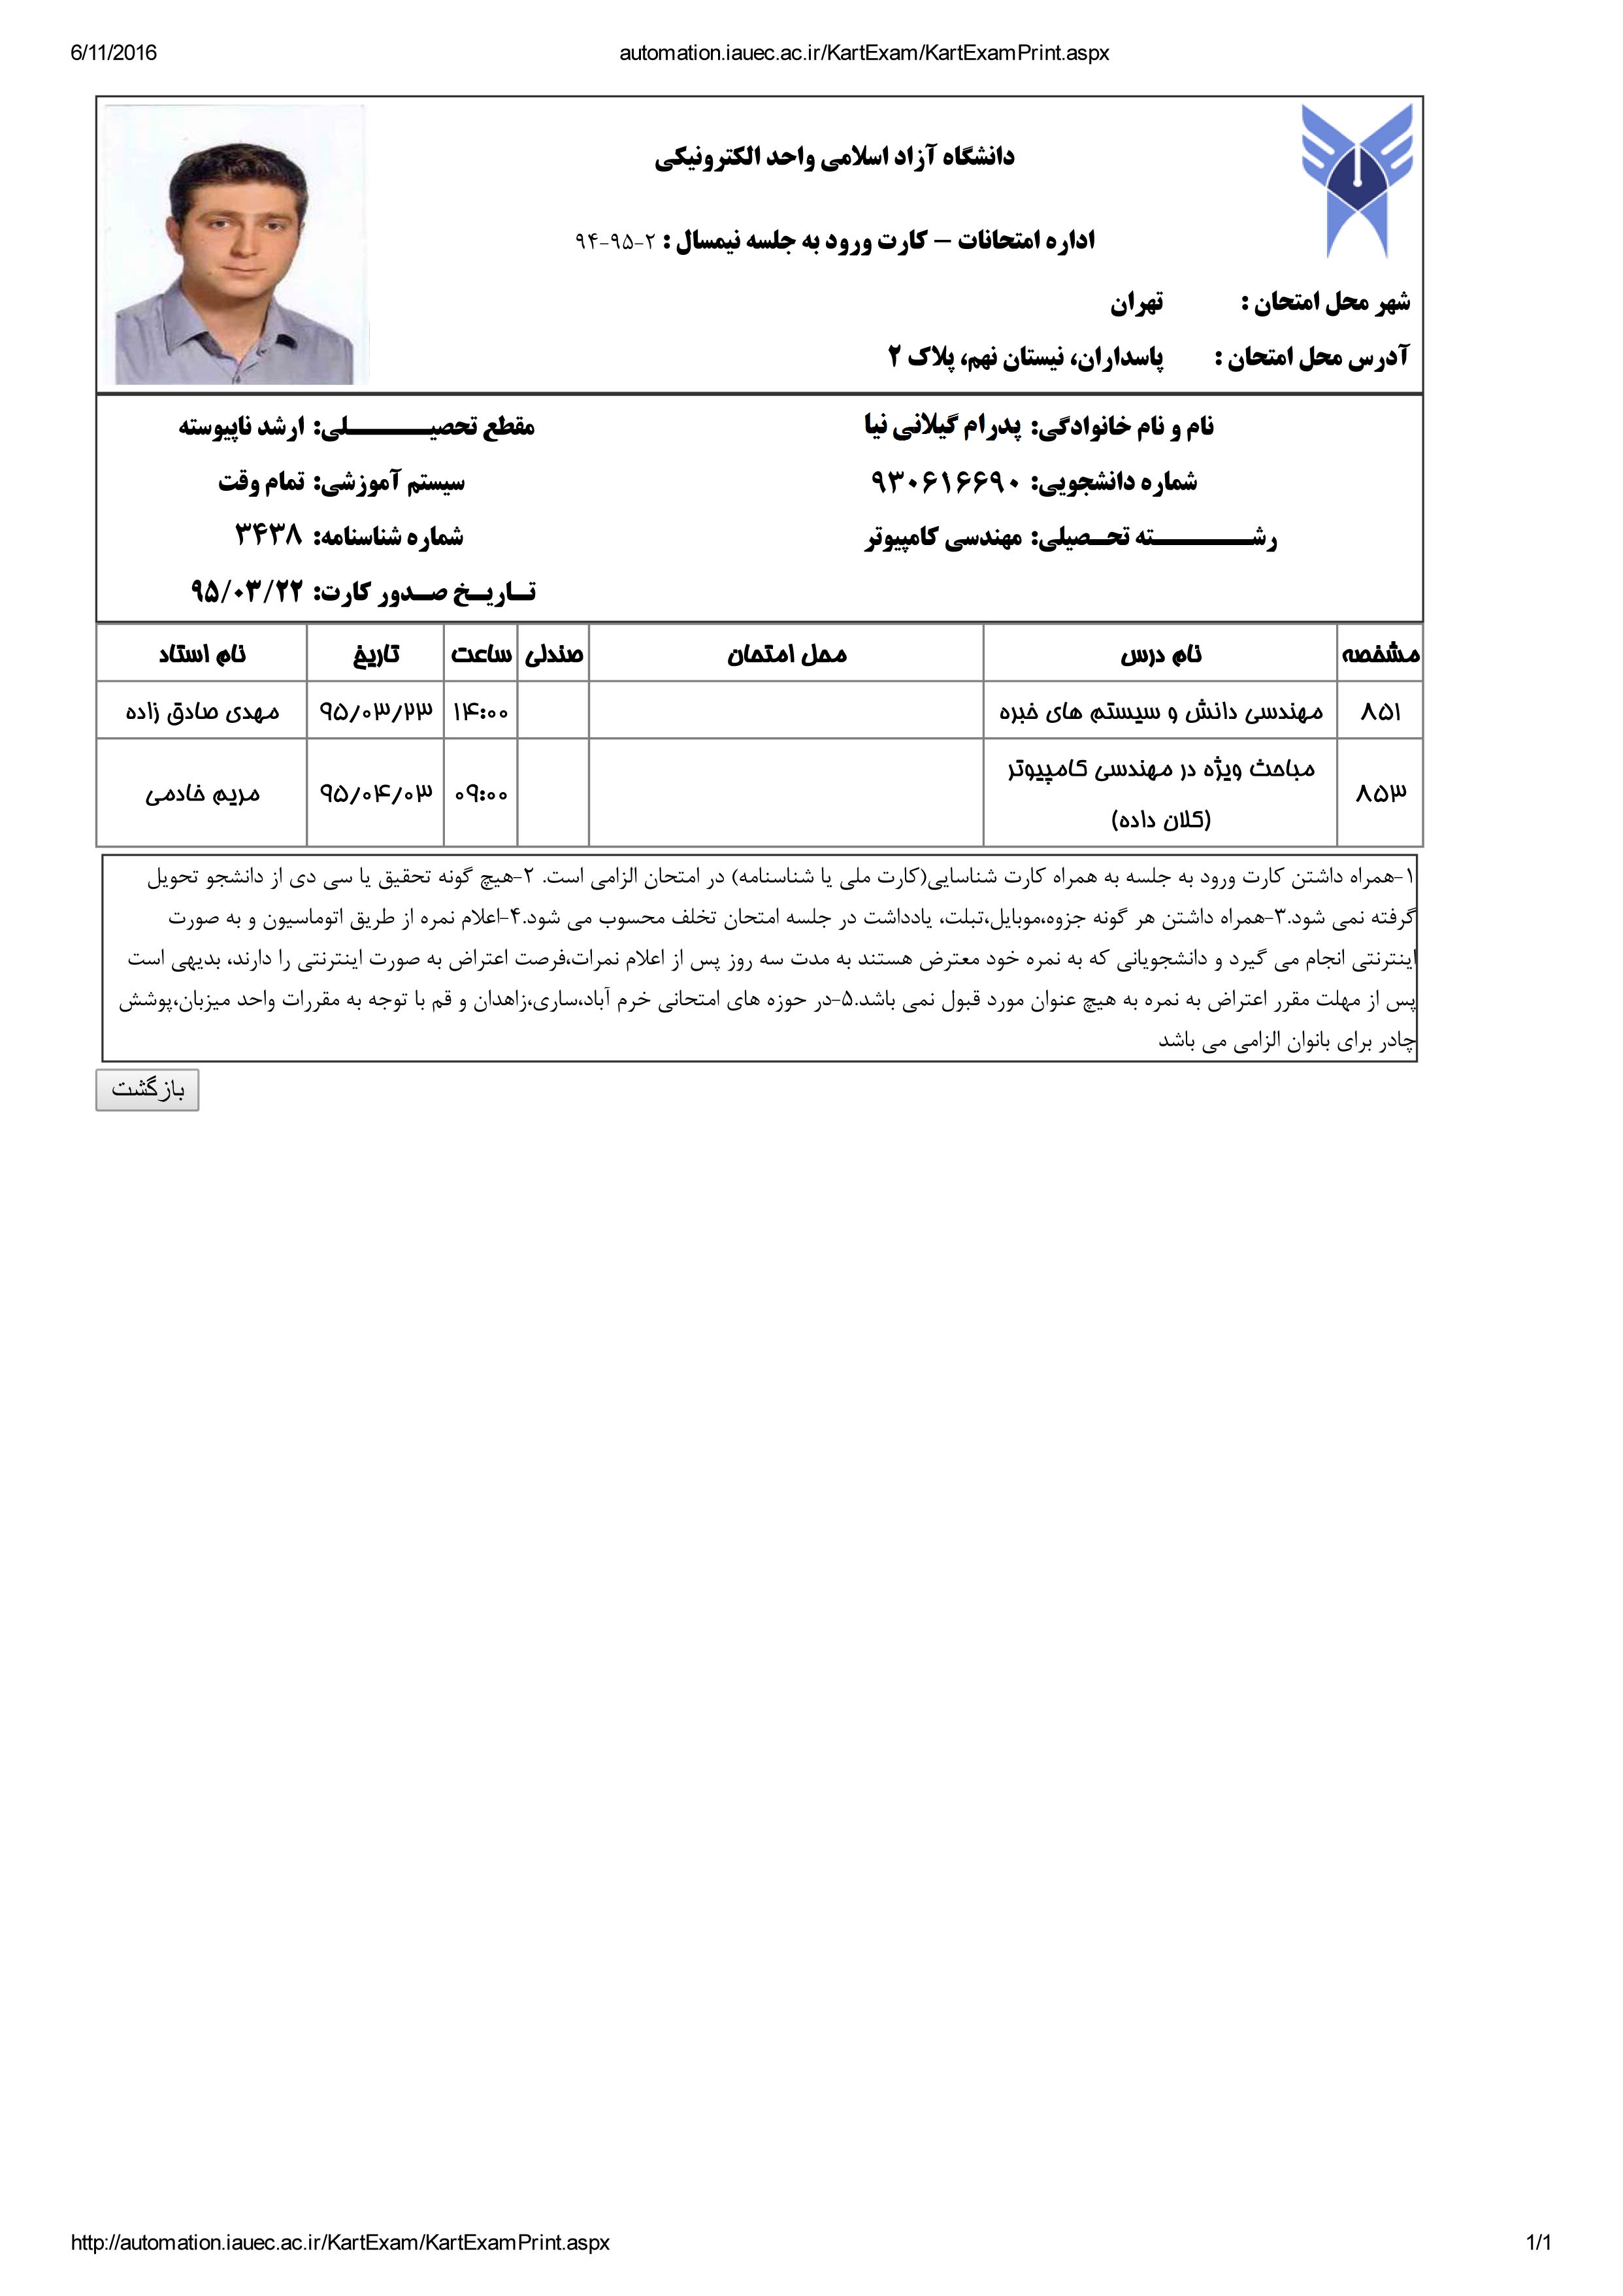 6/11/2016
automation.iauec.ac.ir/KartExam/KartExamPrint.aspx
دانشگاه آزاد اسلامی واحد الکترونیکی
اداره امتحانات – کارت ورود به جلسه نیمسال : ۲-۹۵-۹۴
شهر محل امتحان : تهران
آدرس محل امتحان : پاسداران، نیستان نهم، پلاک ۲
نام و نام خانوادگی: پدرام گیلانی نیا
مقطع تحصیـــــــــلی: ارشد ناپیوسته
شماره دانشجویی: ۹۳۰۶۱۶۶۹۰
سیستم آموزشی: تمام وقت
رشـــــــــته تحـصیلی: مهندسی کامپیوتر
شماره شناسنامه: ۳۴۳۸
تـاریـخ صـدور کارت: ۹۵/۰۳/۲۲
مشخصه نام درس محل امتحان صندلی ساعت تاریخ نام استاد
۸۵۱ مهندسی دانش و سیستم های خبره ۱۴:۰۰ ۹۵/۰۳/۲۳ مهدی صادق زاده
۸۵۳ مباحث ویژه در مهندسی کامپیوتر
(کلان داده) ۰۹:۰۰ ۹۵/۰۴/۰۳ مریم خادمی
۱-همراه داشتن کارت ورود به جلسه به همراه کارت شناسایی(کارت ملی یا شناسنامه) در امتحان الزامی است. ۲-هیچ گونه تحقیق یا سی دی از دانشجو تحویل
گرفته نمی شود.۳-همراه داشتن هر گونه جزوه،موبایل،تبلت، یادداشت در جلسه امتحان تخلف محسوب می شود.۴-اعلام نمره از طریق اتوماسیون و به صورت
اینترنتی انجام می گیرد و دانشجویانی که به نمره خود معترض هستند به مدت سه روز پس از اعلام نمرات،فرصت اعتراض به صورت اینترنتی را دارند، بدیهی است
پس از مهلت مقرر اعتراض به نمره به هیچ عنوان مورد قبول نمی باشد.۵-در حوزه های امتحانی خرم آباد،ساری،زاهدان و قم با توجه به مقررات واحد میزبان،پوشش
چادر برای بانوان الزامی می باشد
بازگشت
http://automation.iauec.ac.ir/KartExam/KartExamPrint.aspx
1/1